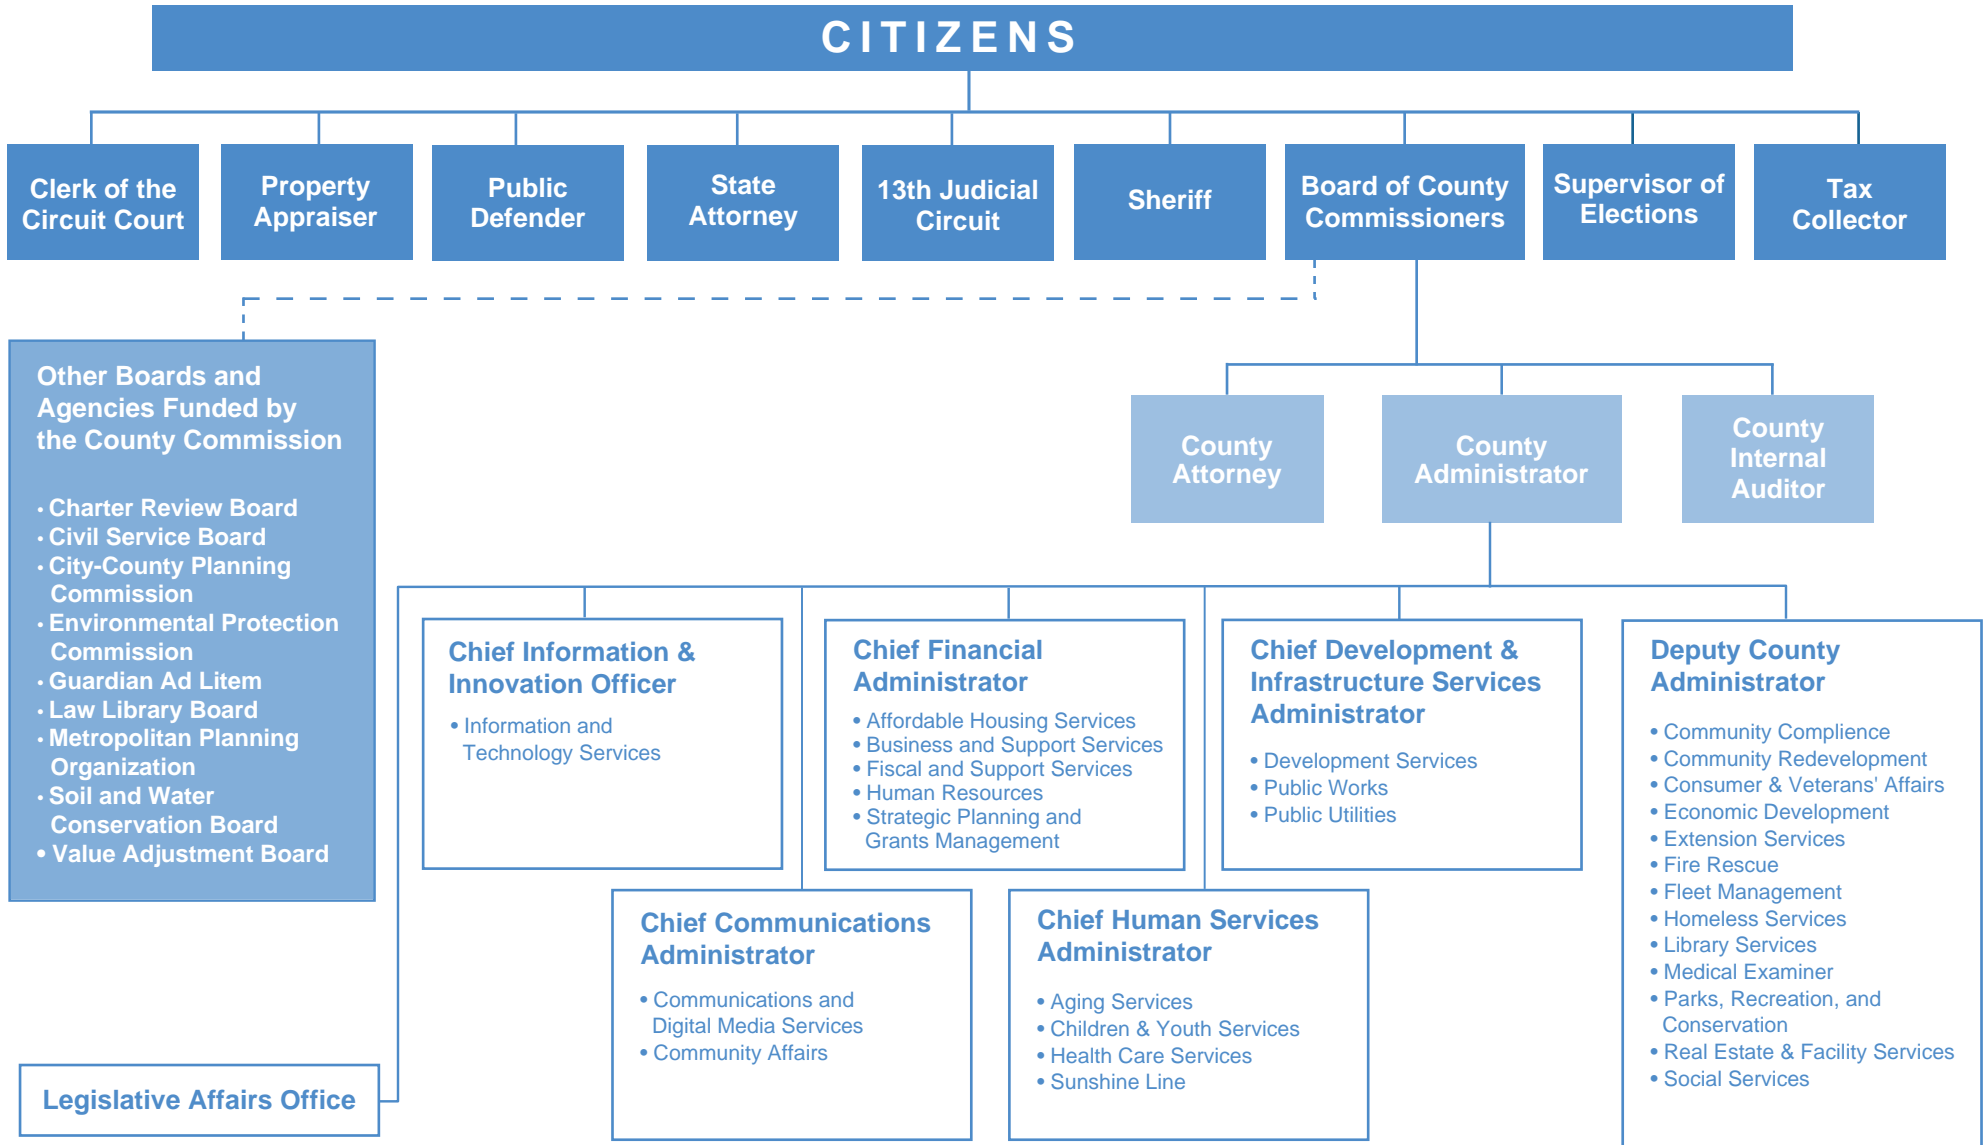 CITIZENS
Clerk of the
Circuit Court
Property
Appraiser
Public
Defender
State
Attorney
13th Judicial
Circuit
Sheriff
Board of County
Commissioners
Supervisor of
Elections
Tax
Collector
Other Boards and
Agencies Funded by
the County Commission
• Charter Review Board
• Civil Service Board
• City-County Planning
Commission
• Environmental Protection
Commission
• Guardian Ad Litem
• Law Library Board
• Metropolitan Planning
Organization
• Soil and Water
Conservation Board
• Value Adjustment Board
County
Attorney
County
Administrator
County
Internal
Auditor
Chief Information &
Innovation Officer
• Information and
Technology Services
Chief Financial
Administrator
• Affordable Housing Services
• Business and Support Services
• Fiscal and Support Services
• Human Resources
• Strategic Planning and
Grants Management
Chief Development &
Infrastructure Services
Administrator
• Development Services
• Public Works
• Public Utilities
Deputy County
Administrator
• Community Complience
• Community Redevelopment
• Consumer & Veterans' Affairs
• Economic Development
• Extension Services
• Fire Rescue
• Fleet Management
• Homeless Services
• Library Services
• Medical Examiner
• Parks, Recreation, and
Conservation
• Real Estate & Facility Services
• Social Services
Chief Communications
Administrator
• Communications and
Digital Media Services
• Community Affairs
Chief Human Services
Administrator
• Aging Services
• Children & Youth Services
• Health Care Services
• Sunshine Line
Legislative Affairs Office